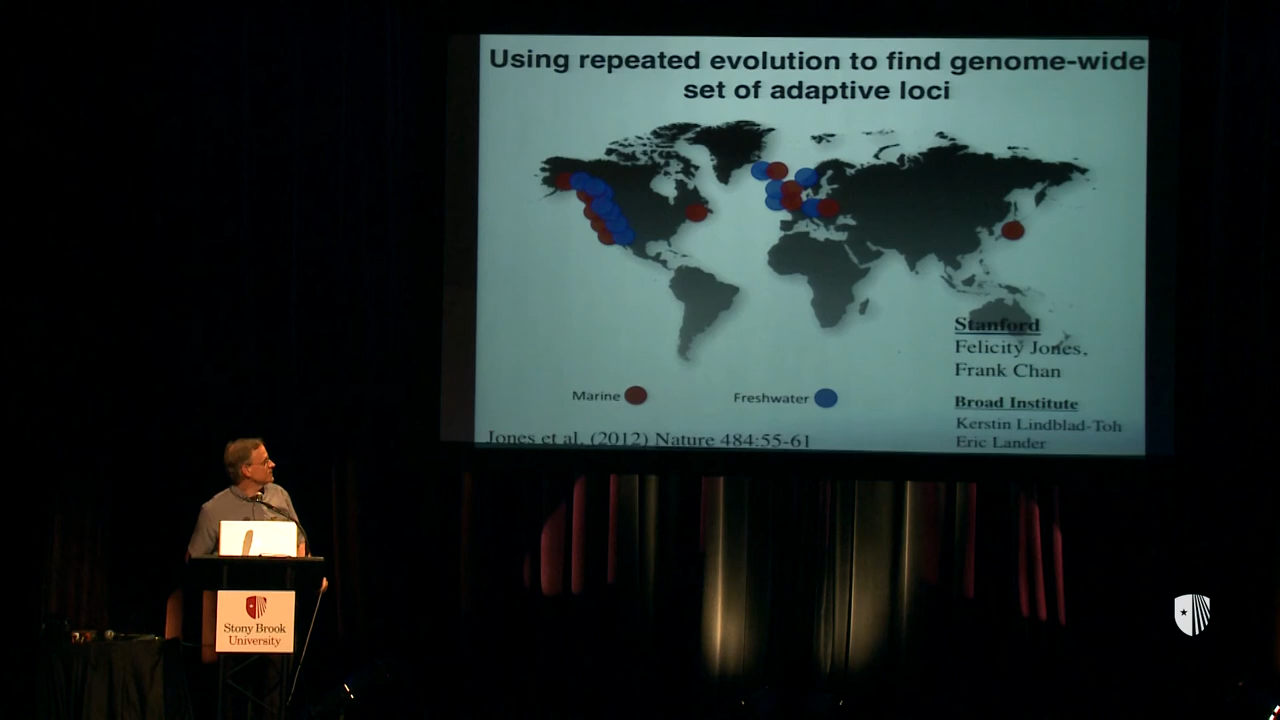 Using repeated evolution to find genome-wide
set of adaptive loci
Stanford
Felicity Jones,
Frank Chan
Marine
Freshwater
Broad Institute
Kerstin Lindblad-Toh
Eric Lander
Jones et al. (2012) Nature 484:55-61
Stony Brook
University